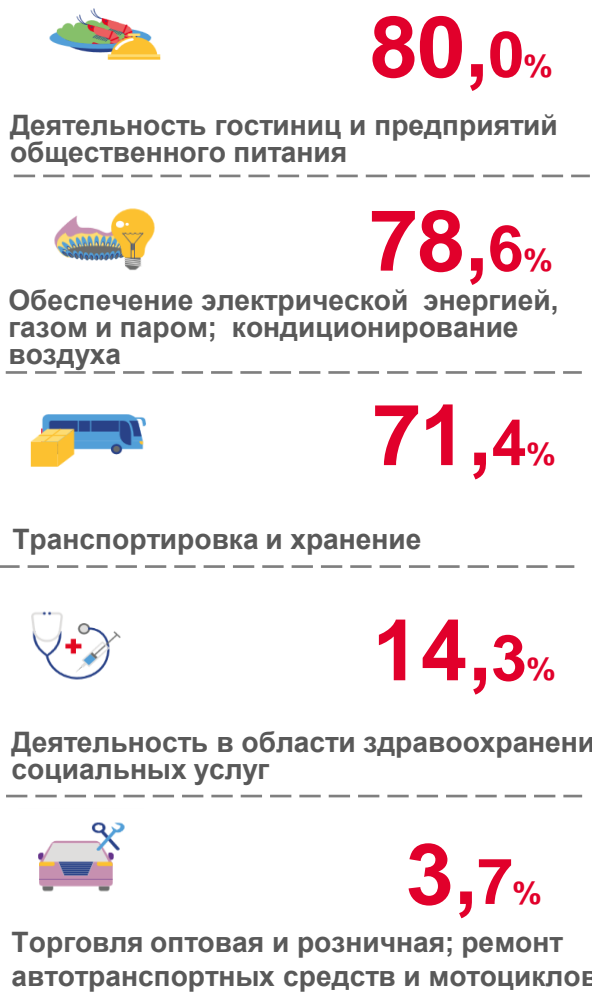 80,0%
Деятельность гостиниц и предприятий
общественного питания
78,6%
Обеспечение электрической энергией,
газом и паром; кондиционирование
воздуха
71,4%
Транспортировка и хранение
14,3%
Деятельность в области здравоохранени
социальных услуг
3,7%
Торговля оптовая и розничная; ремонт
автотранспортных средств и мотоциклов